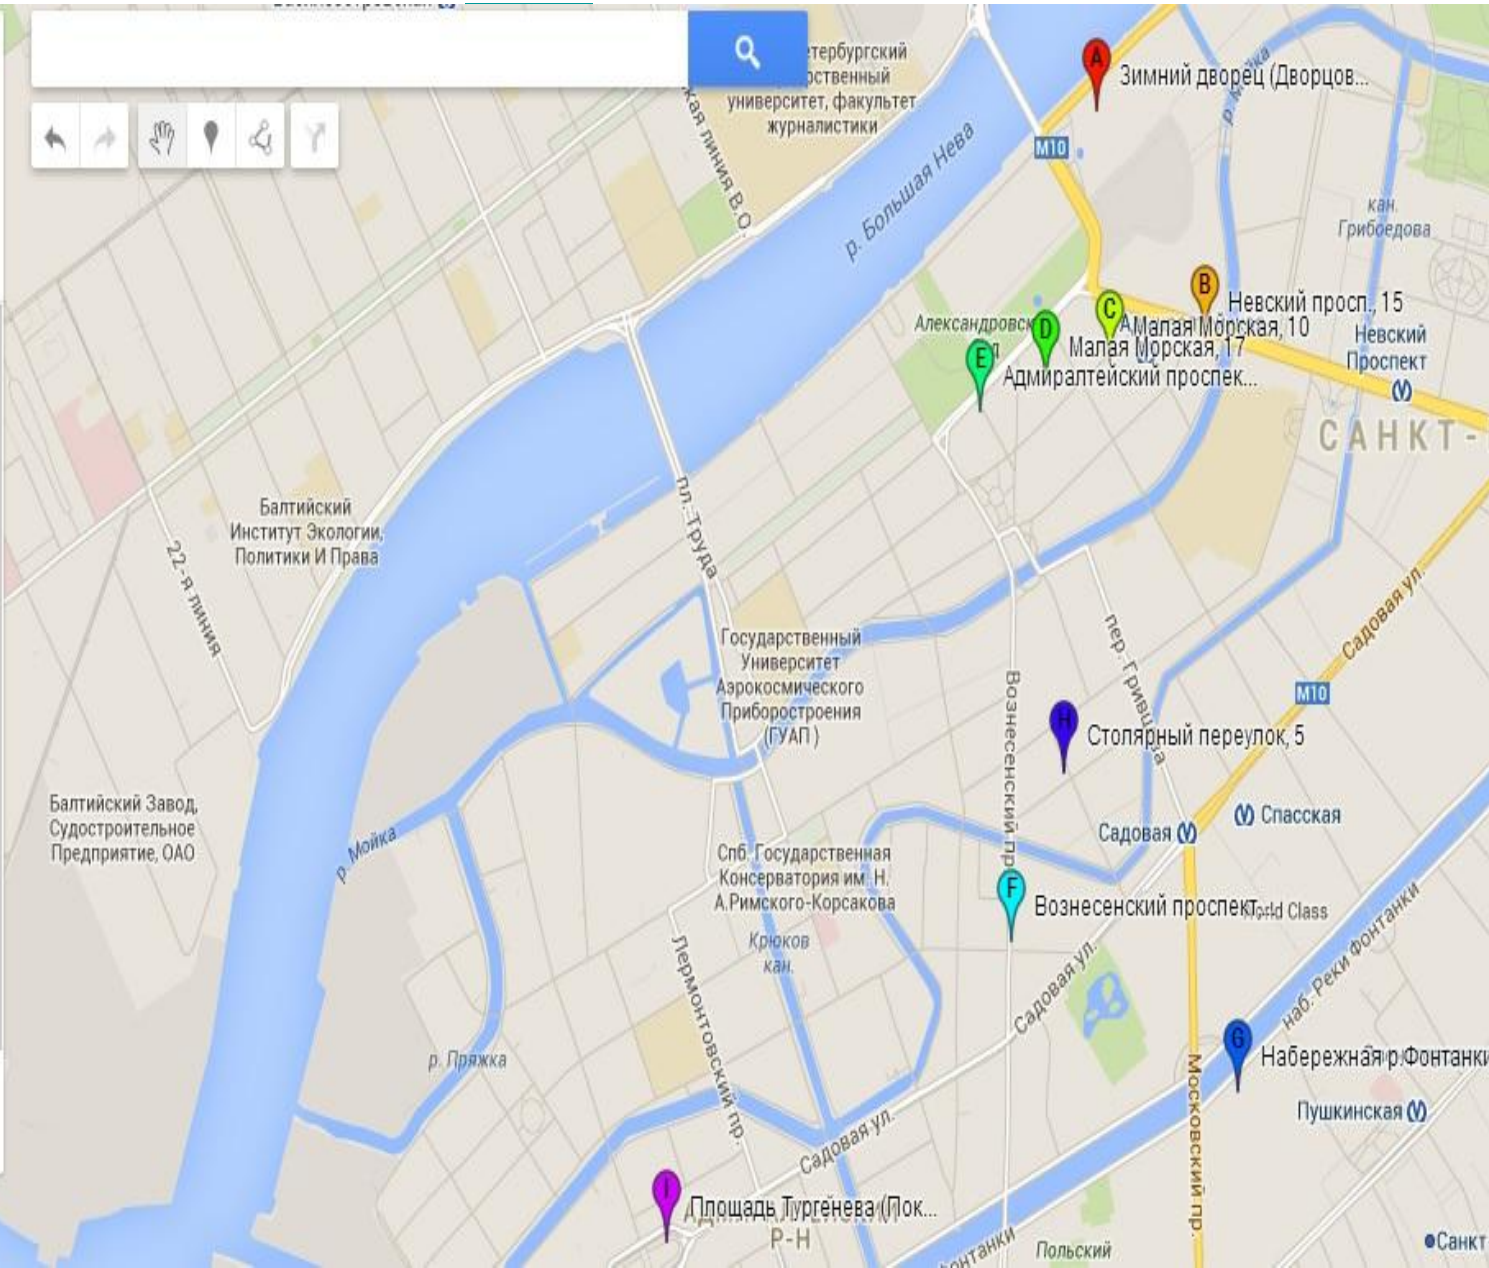 университет, факультет
журналистики
A
Зимний дворец (Дворцов...
M10
р. Мойка
р. Большая Нева
кан.
Грибоедова
B
Невский просп., 15
C
Малая Морская, 10
D
Малая Морская, 17
E
Адмиралтейский проспек...
Невский
Проспект
САНКТ-
Балтийский
Институт Экологии,
Политики И Права
22-я линия
пл. Труда
Государственный
Университет
Аэрокосмического
Приборостроения
(ГУАП)
Вознесенский пр
пер. Гривцова
Садовая ул.
M10
H
Столярный переулок, 5
Садовая
Спасская
Балтийский Завод,
Судостроительное
Предприятие, ОАО
р. Мойка
Спб. Государственная
Консерватория им. Н.
А.Римского-Корсакова
F
Вознесенский проспект,...
World Class
Крюков
кан.
Лермонтовский пр.
Садовая ул.
наб. Реки Фонтанки
р. Пряжка
G
Набережная р.Фонтанки
Пушкинская
Московский пр.
Садовая ул.
I
Площадь Тургенева (Пок...
Р-Н
Польский
Санкт